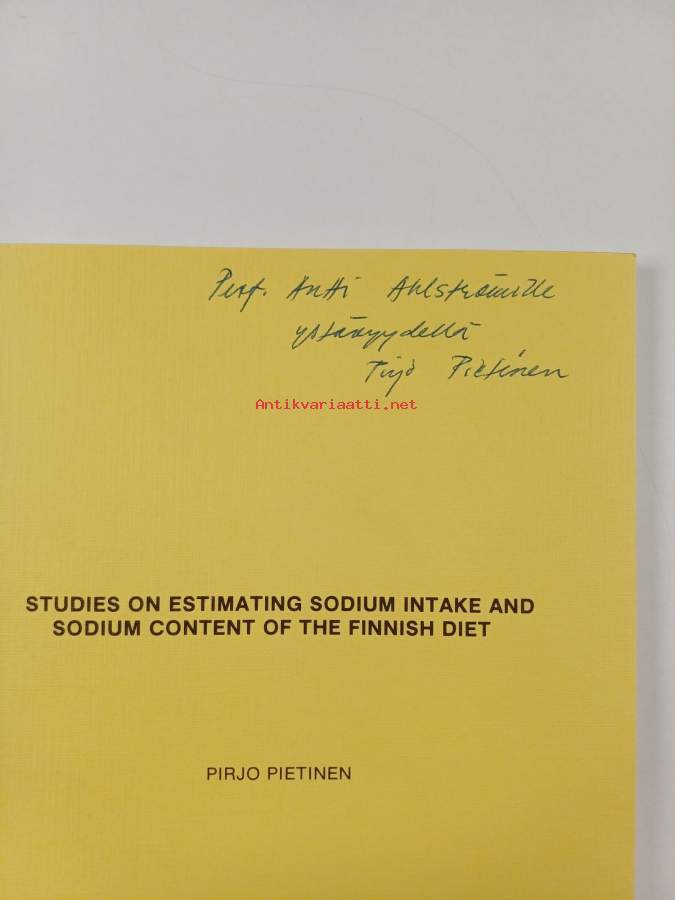 Prof. Antti Ahlströmille
ystävyydellä
Pirjo Pietinen
Antikvariaatti.net
STUDIES ON ESTIMATING SODIUM INTAKE AND
SODIUM CONTENT OF THE FINNISH DIET
PIRJO PIETINEN